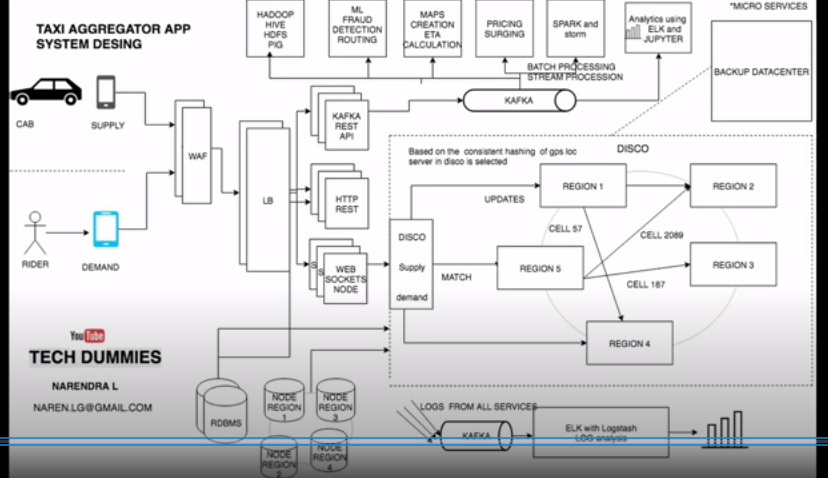 *MICRO SERVICES
TAXI AGGREGATOR APP
SYSTEM DESING
HADOOP
HIVE
HDFS
PIG
ML
FRAUD
DETECTION
ROUTING
MAPS
CREATION
ETA
CALCULATION
PRICING
SURGING
SPARK and
storm
Analytics using
ELK and
JUPYTER
BACKUP DATACENTER
BATCH PROCESSING
STREAM PROCESSION
CAB
SUPPLY
WAF
LB
KAFKA
REST
API
KAFKA
HTTP
REST
S
S
WEB
SOCKETS
NODE
RIDER
DEMAND
Based on the consistent hashing of gps loc
server in disco is selected
DISCO
DISCO
Supply
demand
UPDATES
MATCH
REGION 1
REGION 2
REGION 5
REGION 3
REGION 4
CELL 57
CELL 2089
CELL 187
YouTube
TECH DUMMIES
NARENDRA L
NAREN.LG@GMAIL.COM
RDBMS
NODE
REGION
1
NODE
REGION
3
NODE
REGION
2
NODE
REGION
4
LOGS FROM ALL SERVICES
KAFKA
ELK with Logstash
LOG analysis